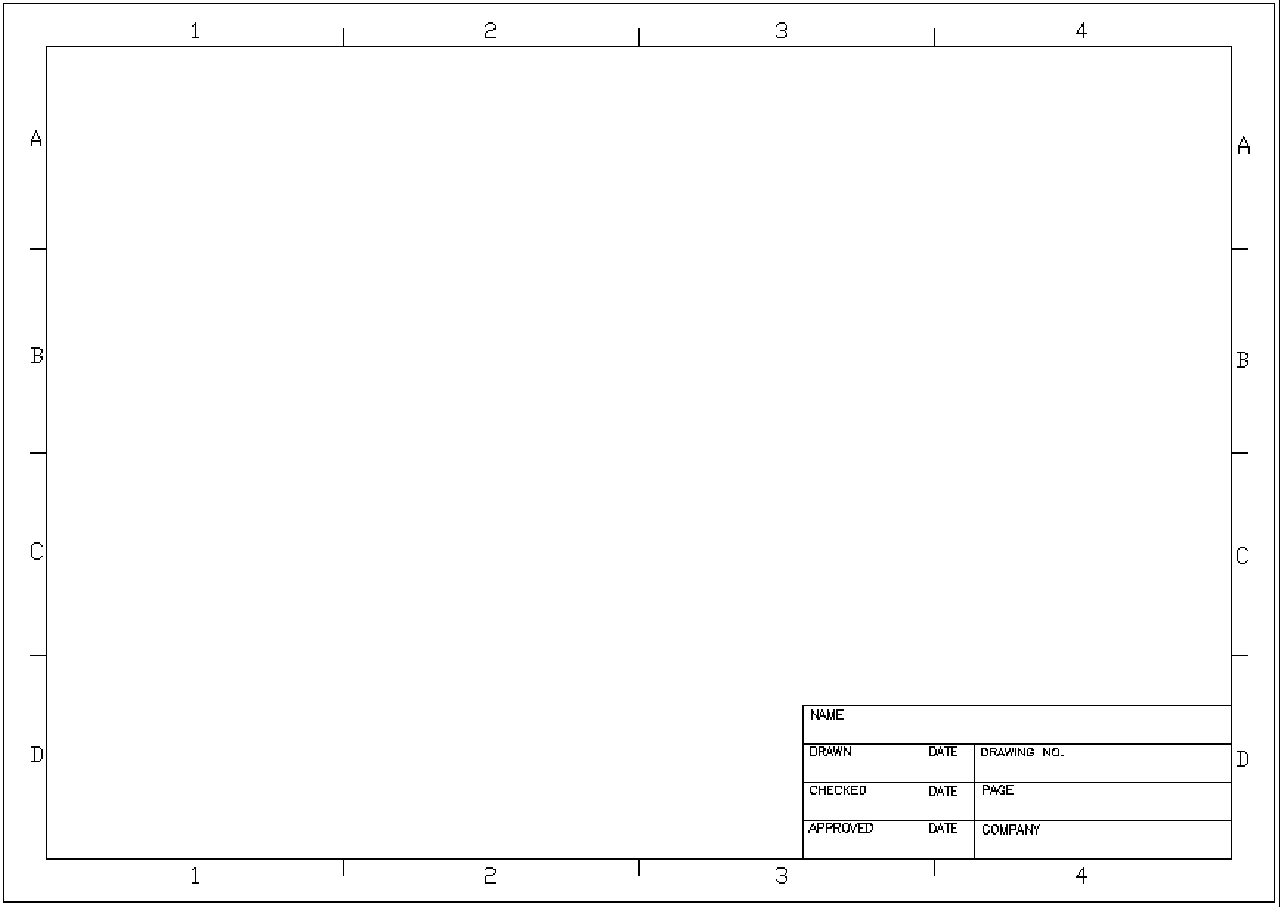 1 2 3 4
A A
B B
C C
D D
NAME
DRAWN DATE DRAWING NO.
CHECKED DATE PAGE
APPROVED DATE COMPANY
1 2 3 4